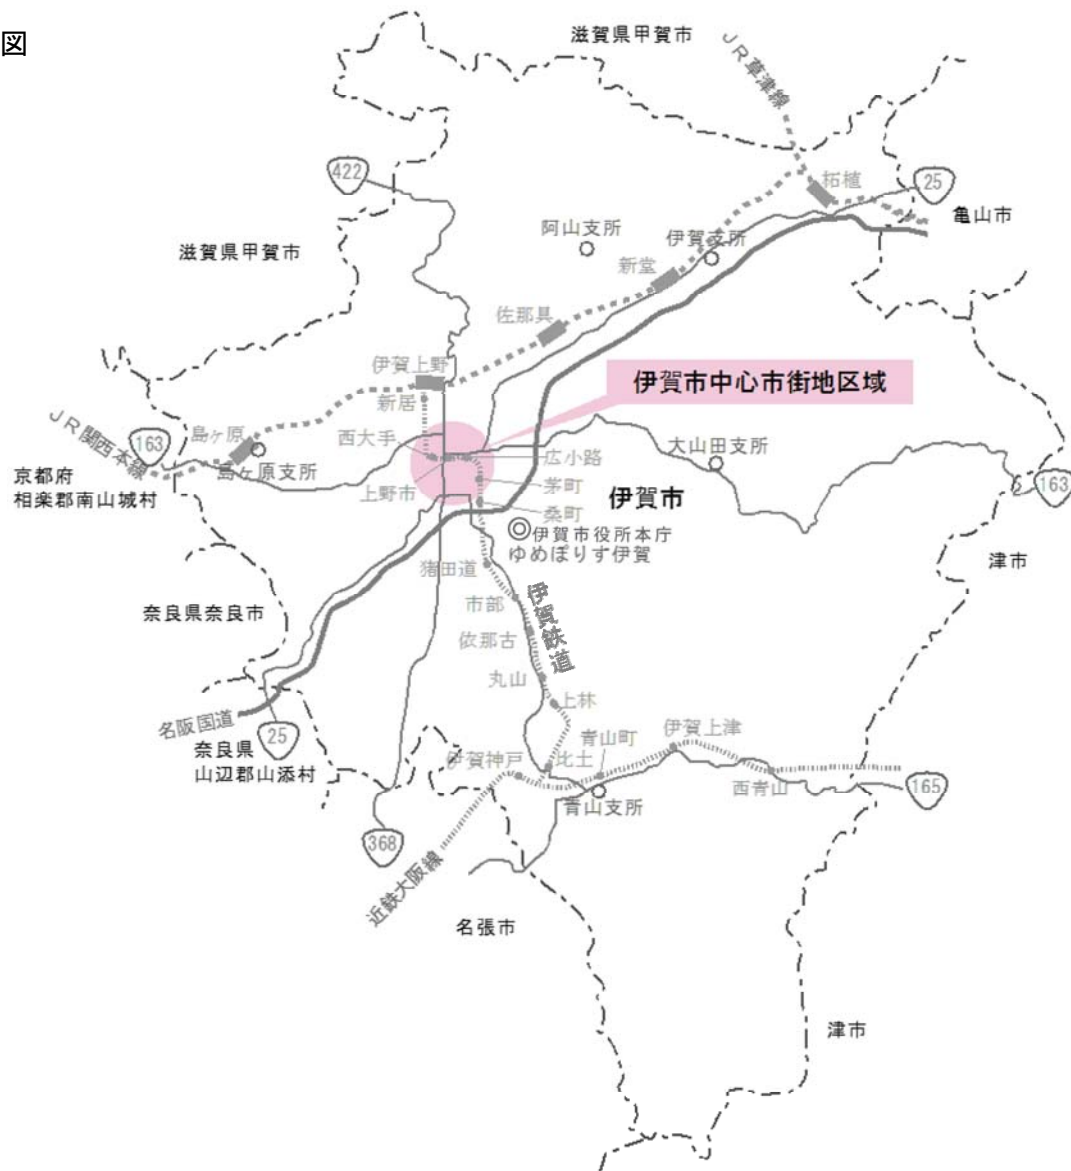 図
滋賀県甲賀市
JR草津線
422
柘植
25
亀山市
阿山支所
伊賀支所
滋賀県甲賀市
新堂
佐那具
伊賀上野
伊賀市中心市街地区域
新居
JR関西本線
163
島ヶ原
西大手
広小路
大山田支所
島ヶ原支所
京都府
相楽郡南山城村
上野市
茅町
伊賀市
163
桑町
伊賀市役所本庁
ゆめぽりす伊賀
津市
猪田道
奈良県奈良市
市部
伊賀鉄道
依那古
丸山
上林
名阪国道
25
奈良県
山辺郡山添村
伊賀神戸
比土
青山町
伊賀上津
西青山
165
青山支所
368
近鉄大阪線
名張市
津市